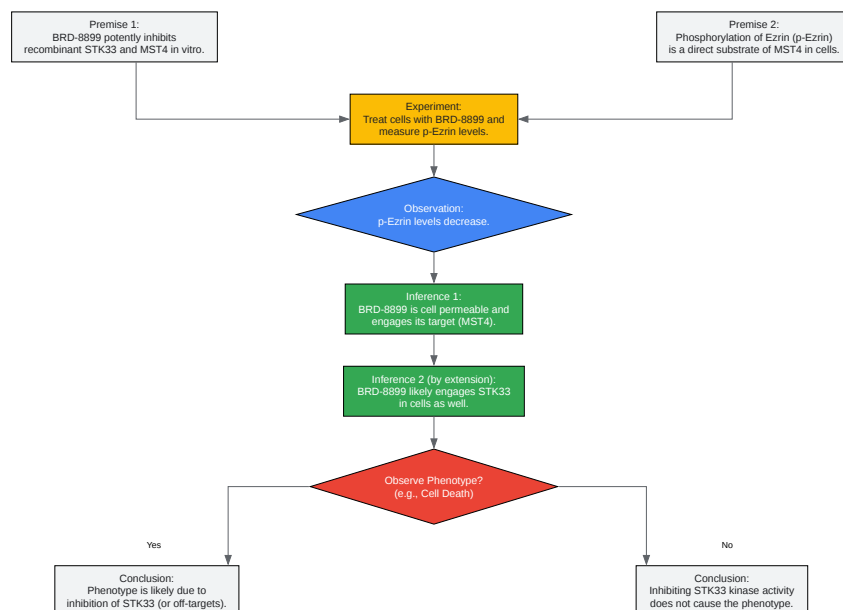 Premise 1:
BRD-8899 potently inhibits
recombinant STK33 and MST4 in vitro.
Premise 2:
Phosphorylation of Ezrin (p-Ezrin)
is a direct substrate of MST4 in cells.
Experiment:
Treat cells with BRD-8899 and
measure p-Ezrin levels.
Observation:
p-Ezrin levels decrease.
Inference 1:
BRD-8899 is cell permeable and
engages its target (MST4).
Inference 2 (by extension):
BRD-8899 likely engages STK33
in cells as well.
Observe Phenotype?
(e.g., Cell Death)
Yes
No
Conclusion:
Phenotype is likely due to
inhibition of STK33 (or off-targets).
Conclusion:
Inhibiting STK33 kinase activity
does not cause the phenotype.